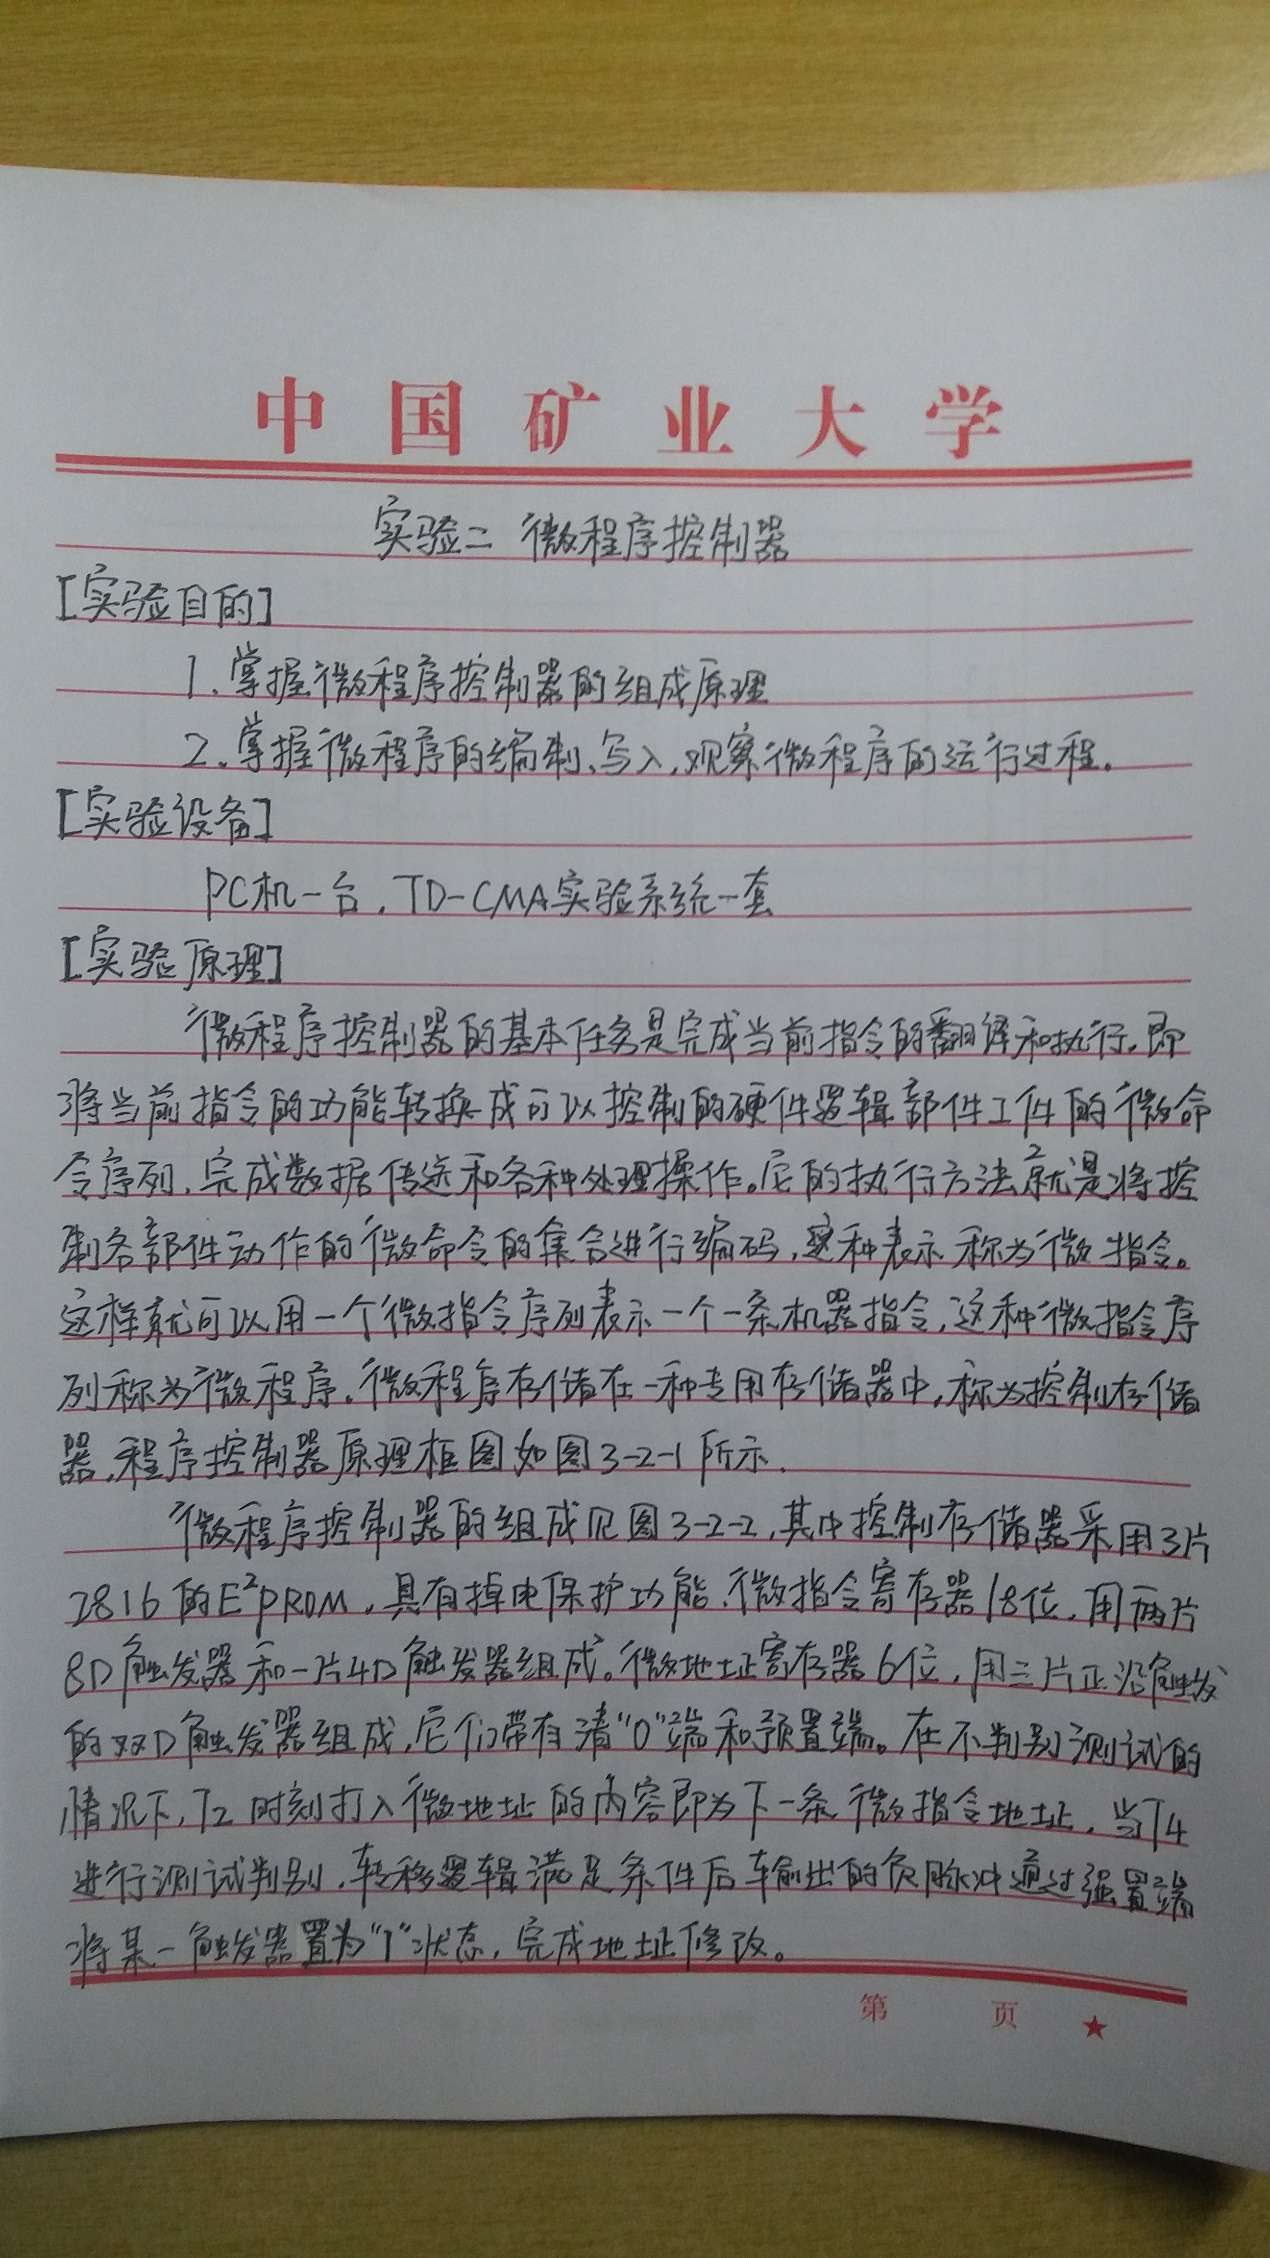 中国矿业大学
实验二 微程序控制器
[实验目的]
1、掌握微程序控制器的组成原理
2、掌握微程序的编制、写入,观察微程序的运行过程。
[实验设备]
PC机一台,TD-CMA实验系统一套
[实验原理]
微程序控制器的基本任务是完成当前指令的翻译和执行,即
将当前指令的功能转换成可以控制的硬件逻辑部件工件的微命
令序列,完成数据传送和各种处理操作。它的执行方法就是将控
制各部件动作的微命令的集合进行编码,这种表示称为微指令。
这样就可以用一个微指令序列表示一个一条机器指令,这种微指令序
列称为微程序。微程序存储在一种专用存储器中,称为控制存储
器,程序控制器原理框图如图3-2-1所示.
微程序控制器的组成见图3-2-2,其中控制存储器采用3片
2816的E²PROM,具有掉电保护功能,微指令寄存器18位,用两片
8D触发器和一片4D触发器组成。微地址寄存器6位,用三片正沿触发
的双D触发器组成,它们带有清“0”端和预置端。在不判别测试的
情况下,T2时刻打入微地址的内容即为下一条微指令地址,当T4
进行测试判别,转移逻辑满足条件后输出的负脉冲通过强置端
将某一触发器置为“1”状态,完成地址修改。
第 页 ★